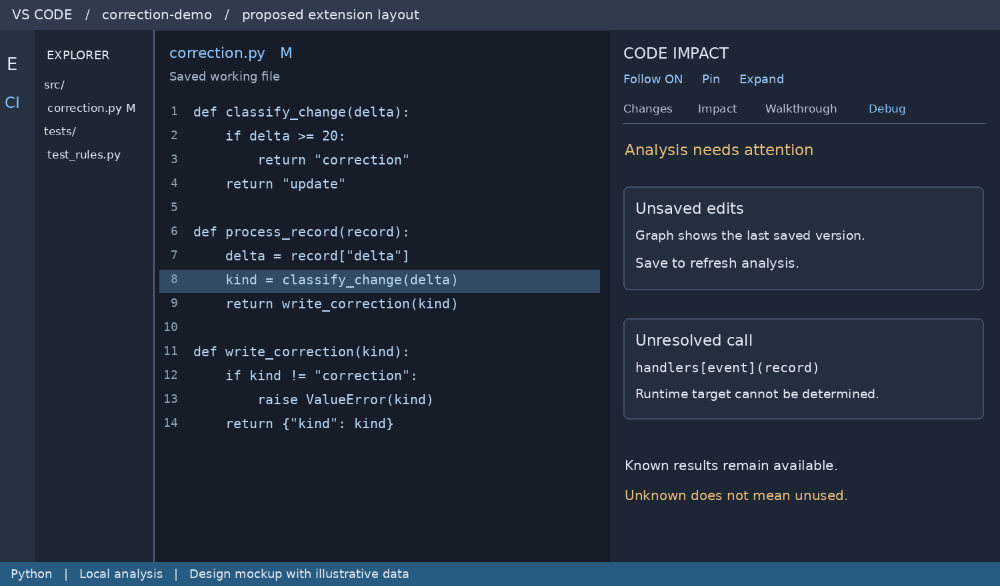 VS CODE / correction-demo / proposed extension layout
E
CI
EXPLORER
src/
correction.py M
tests/
test_rules.py
correction.py M
Saved working file
1 def classify_change(delta):
2     if delta >= 20:
3         return "correction"
4     return "update"
5
6 def process_record(record):
7     delta = record["delta"]
8     kind = classify_change(delta)
9     return write_correction(kind)
10
11 def write_correction(kind):
12     if kind != "correction":
13         raise ValueError(kind)
14     return {"kind": kind}
CODE IMPACT
Follow ON Pin Expand
Changes Impact Walkthrough Debug
Analysis needs attention
Unsaved edits
Graph shows the last saved version.
Save to refresh analysis.
Unresolved call
handlers[event](record)
Runtime target cannot be determined.
Known results remain available.
Unknown does not mean unused.
Python | Local analysis | Design mockup with illustrative data